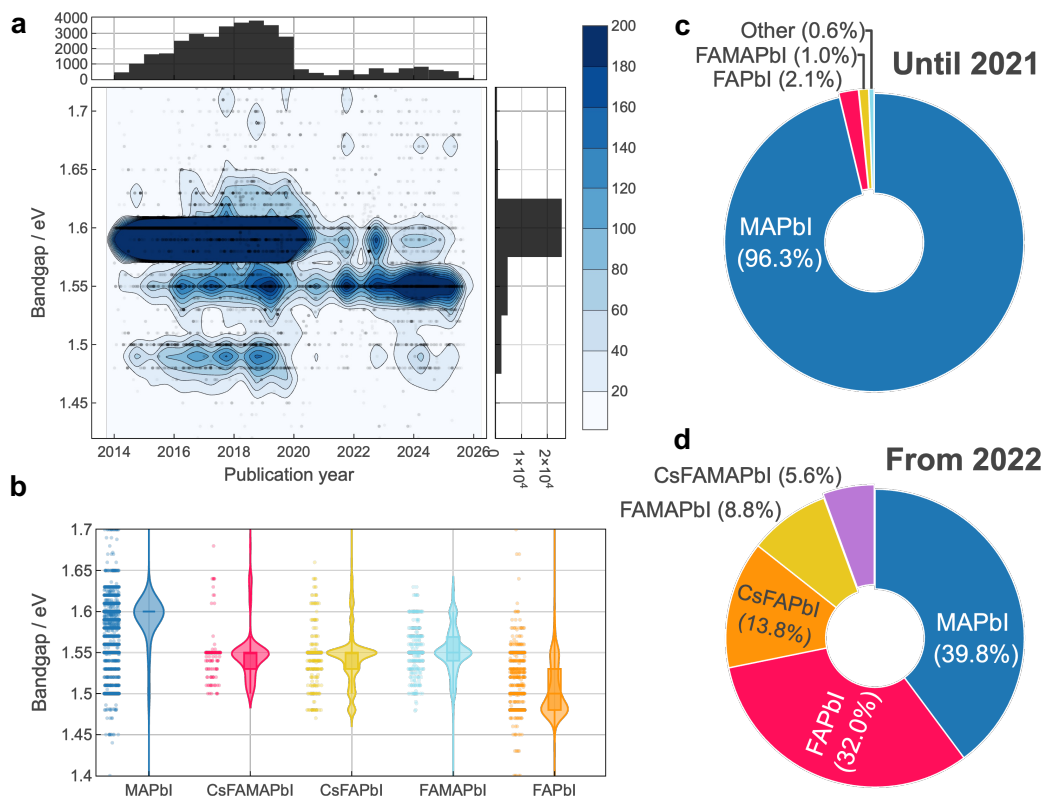 a
4000
3000
2000
1000
0
1.7
1.65
1.6
1.55
1.5
1.45
Bandgap / eV
2014
2016
2018
2020
2022
2024
2026
Publication year
0
1×10⁴
2×10⁴
200
180
160
140
120
100
80
60
40
20
b
1.7
1.65
1.6
1.55
1.5
1.45
1.4
Bandgap / eV
MAPbI
CsFAMAPbI
CsFAPbI
FAMAPbI
FAPbI
c
Until 2021
Other (0.6%)
FAMAPbI (1.0%)
FAPbI (2.1%)
MAPbI
(96.3%)
d
From 2022
CsFAMAPbI (5.6%)
FAMAPbI (8.8%)
CsFAPbI
(13.8%)
FAPbI
(32.0%)
MAPbI
(39.8%)